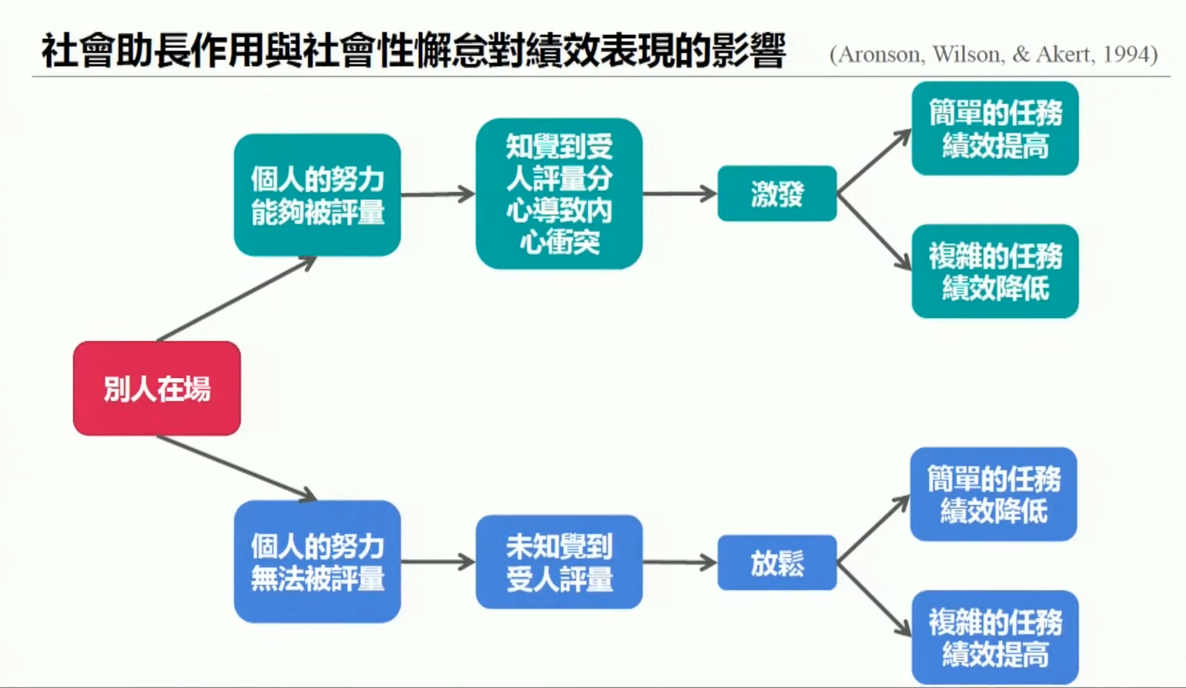 社會助長作用與社會性懈怠對績效表現的影響
(Aronson, Wilson, & Akert, 1994)
個人的努力
能夠被評量
知覺到受
人評量分
心導致內
心衝突
激發
簡單的任務
績效提高
複雜的任務
績效降低
別人在場
個人的努力
無法被評量
未知覺到
受人評量
放鬆
簡單的任務
績效降低
複雜的任務
績效提高